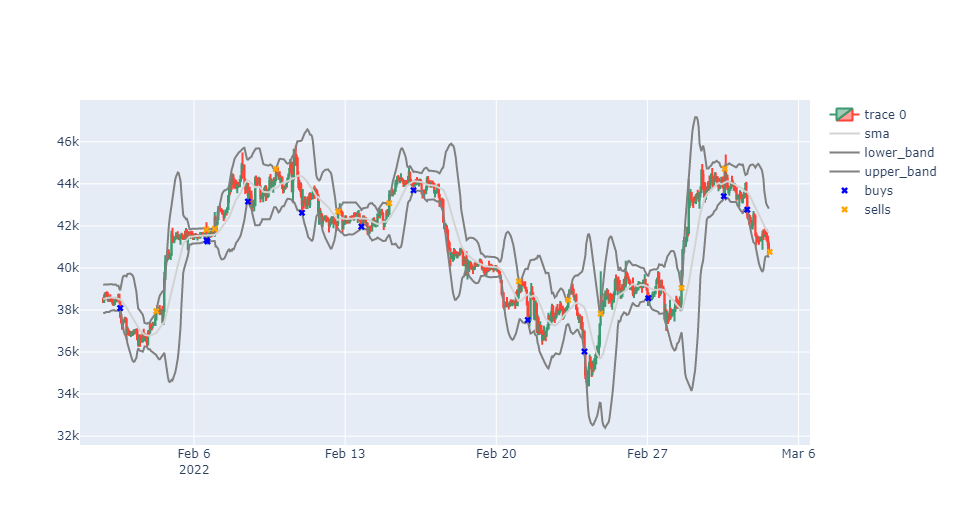 46k
44k
42k
40k
38k
36k
34k
32k
Feb 6
2022
Feb 13
Feb 20
Feb 27
Mar 6
trace 0
sma
lower_band
upper_band
buys
sells